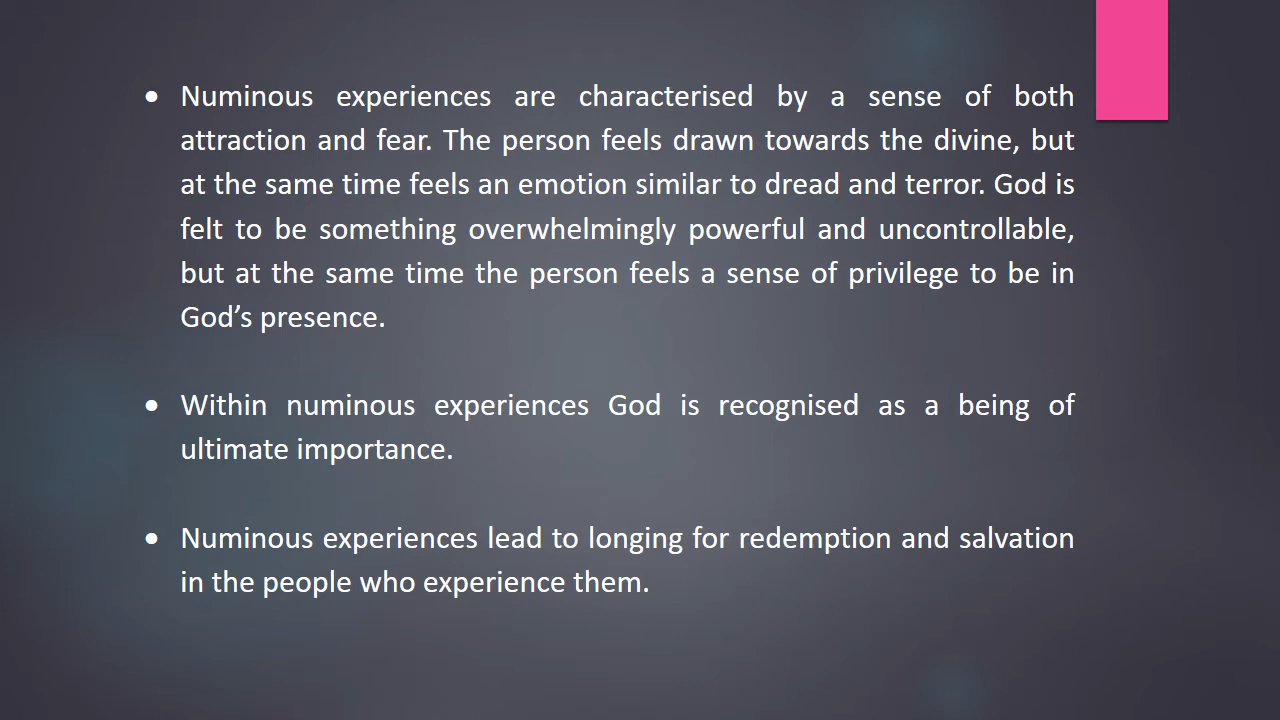 • Numinous experiences are characterised by a sense of both
attraction and fear. The person feels drawn towards the divine, but
at the same time feels an emotion similar to dread and terror. God is
felt to be something overwhelmingly powerful and uncontrollable,
but at the same time the person feels a sense of privilege to be in
God’s presence.
• Within numinous experiences God is recognised as a being of
ultimate importance.
• Numinous experiences lead to longing for redemption and salvation
in the people who experience them.